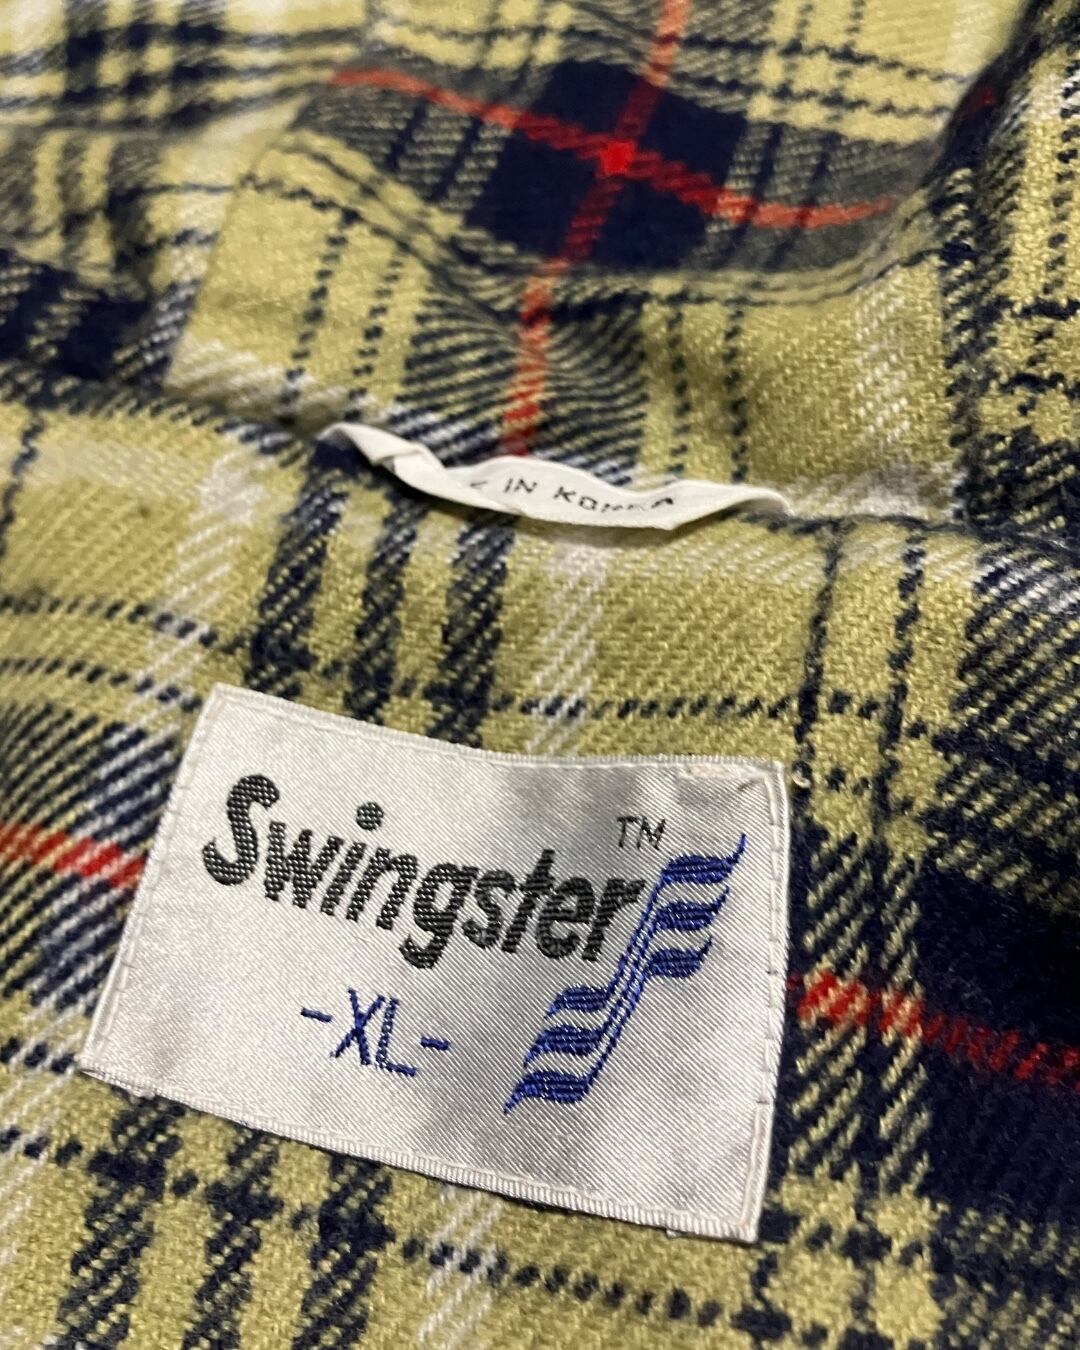 IN KOREA
Swingster TM
-XL-